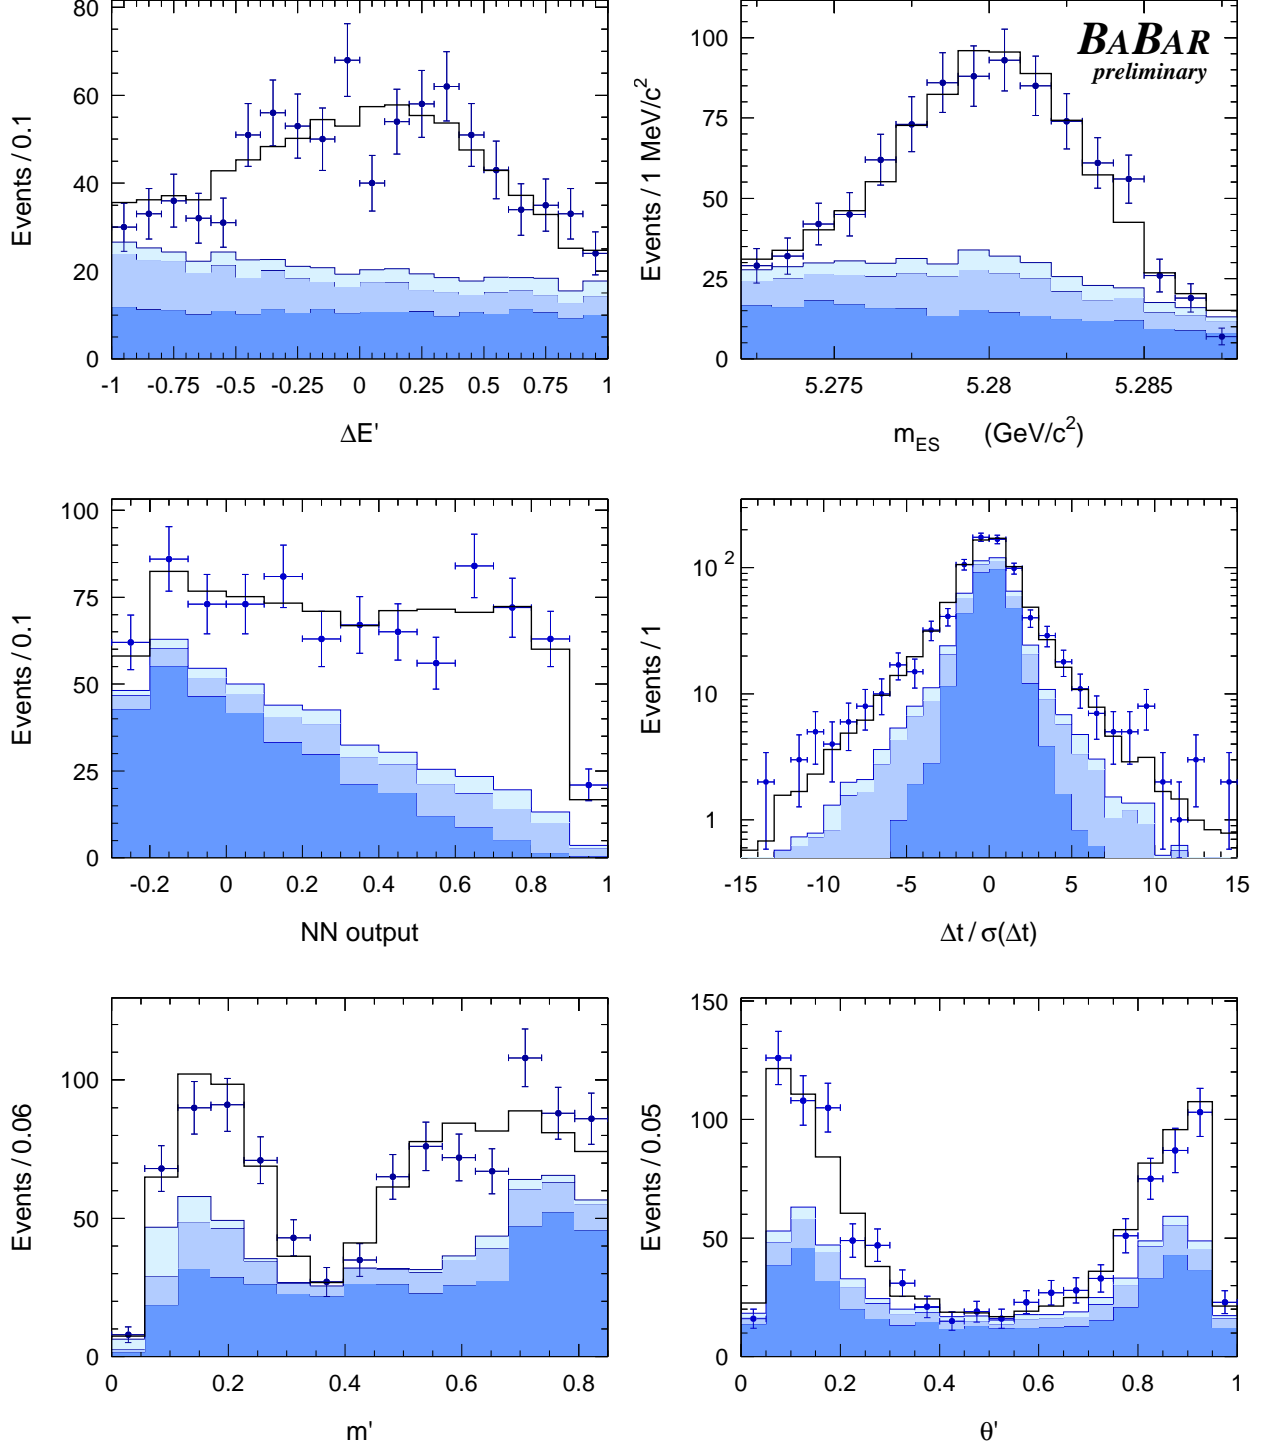 80
60
40
20
0
-1 -0.75 -0.5 -0.25 0 0.25 0.5 0.75 1
Events / 0.1
ΔE'
BABAR
preliminary
100
75
50
25
0
5.275 5.28 5.285
Events / 1 MeV/c²
m_ES (GeV/c²)
100
75
50
25
0
-0.2 0 0.2 0.4 0.6 0.8 1
Events / 0.1
NN output
10²
10
1
-15 -10 -5 0 5 10 15
Events / 1
Δt / σ(Δt)
100
50
0
0 0.2 0.4 0.6 0.8
Events / 0.06
m'
150
100
50
0
0 0.2 0.4 0.6 0.8 1
Events / 0.05
θ'